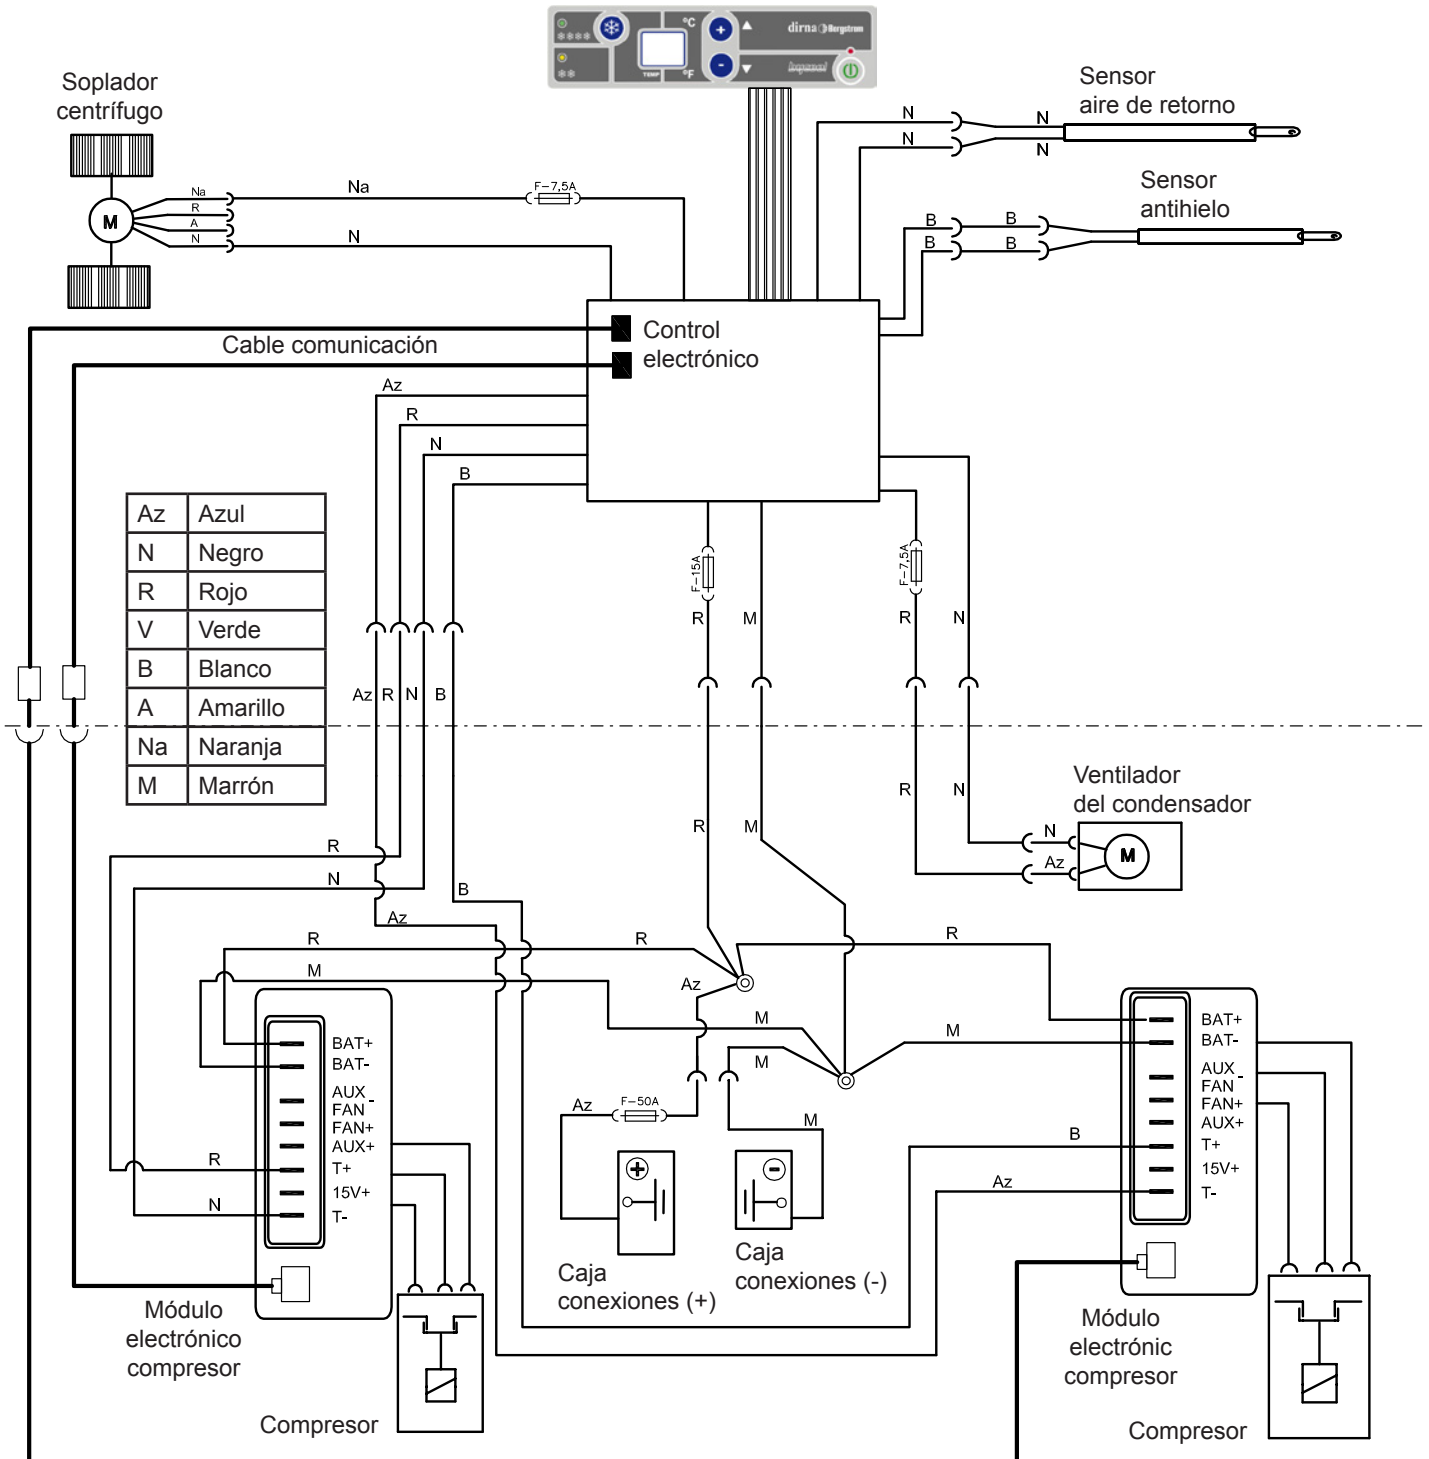 °C
dirna Bergstrom
TEMP
°F
Soplador
centrífugo
Sensor
aire de retorno
Sensor
antihielo
N
N
N
N
B
B
B
B
Na
R
A
N
M
Na
N
F-7,5A
Cable comunicación
Control
electrónico
Az
R
N
B
Az Azul
N Negro
R Rojo
V Verde
B Blanco
A Amarillo
Na Naranja
M Marrón
F-15A
F-7,5A
R
M
R
N
Az
R
N
B
R
N
Ventilador
del condensador
R
M
N
Az
M
R
N
B
Az
R
R
R
M
Az
M
M
M
BAT+
BAT-
AUX
FAN -
FAN+
AUX+
T+
15V+
T-
R
N
Az
F-50A
M
+
-
Caja
conexiones (+)
Caja
conexiones (-)
B
Az
BAT+
BAT-
AUX
FAN -
FAN+
AUX+
T+
15V+
T-
Módulo
electrónico
compresor
Compresor
Módulo
electrónic
compresor
Compresor